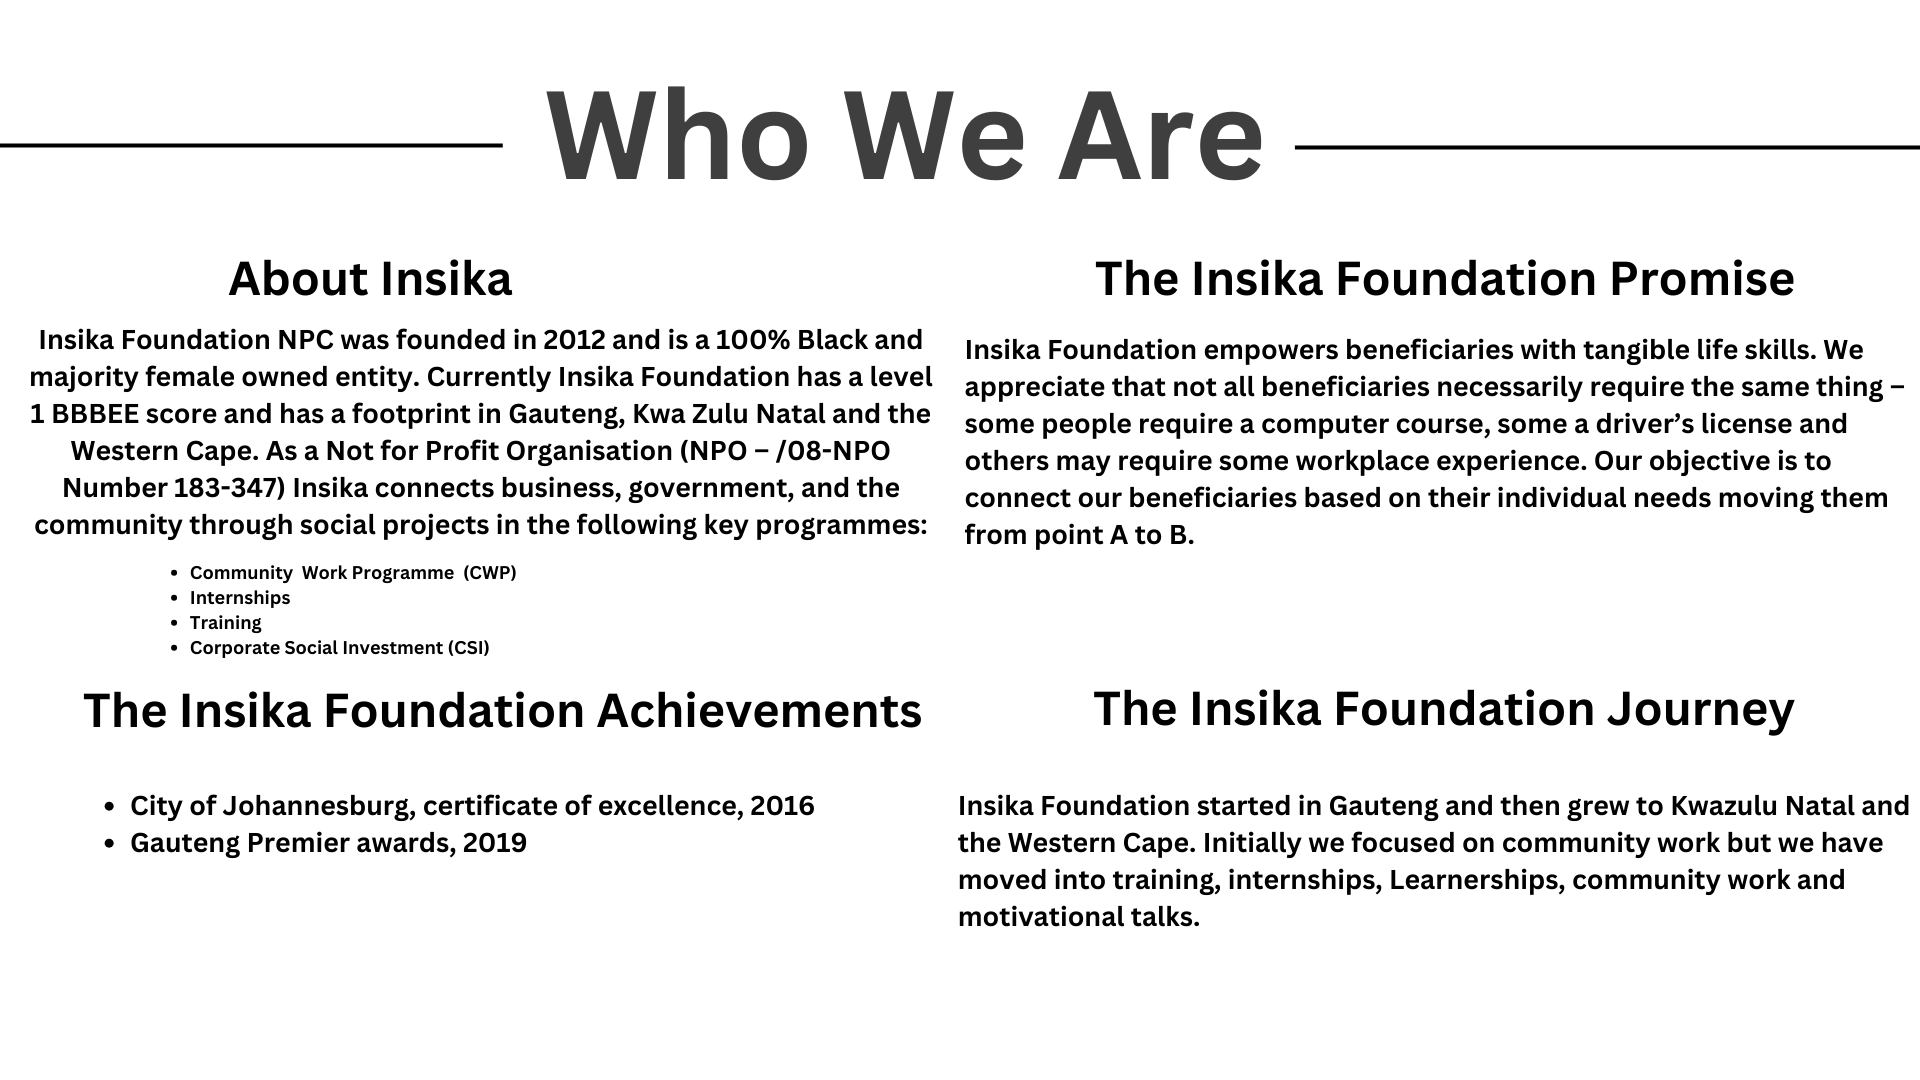 Who We Are
About Insika
Insika Foundation NPC was founded in 2012 and is a 100% Black and
majority female owned entity. Currently Insika Foundation has a level
1 BBBEE score and has a footprint in Gauteng, Kwa Zulu Natal and the
Western Cape. As a Not for Profit Organisation (NPO – /08-NPO
Number 183-347) Insika connects business, government, and the
community through social projects in the following key programmes:
• Community  Work Programme  (CWP)
• Internships
• Training
• Corporate Social Investment (CSI)
The Insika Foundation Promise
Insika Foundation empowers beneficiaries with tangible life skills. We
appreciate that not all beneficiaries necessarily require the same thing –
some people require a computer course, some a driver’s license and
others may require some workplace experience. Our objective is to
connect our beneficiaries based on their individual needs moving them
from point A to B.
The Insika Foundation Achievements
• City of Johannesburg, certificate of excellence, 2016
• Gauteng Premier awards, 2019
The Insika Foundation Journey
Insika Foundation started in Gauteng and then grew to Kwazulu Natal and
the Western Cape. Initially we focused on community work but we have
moved into training, internships, Learnerships, community work and
motivational talks.